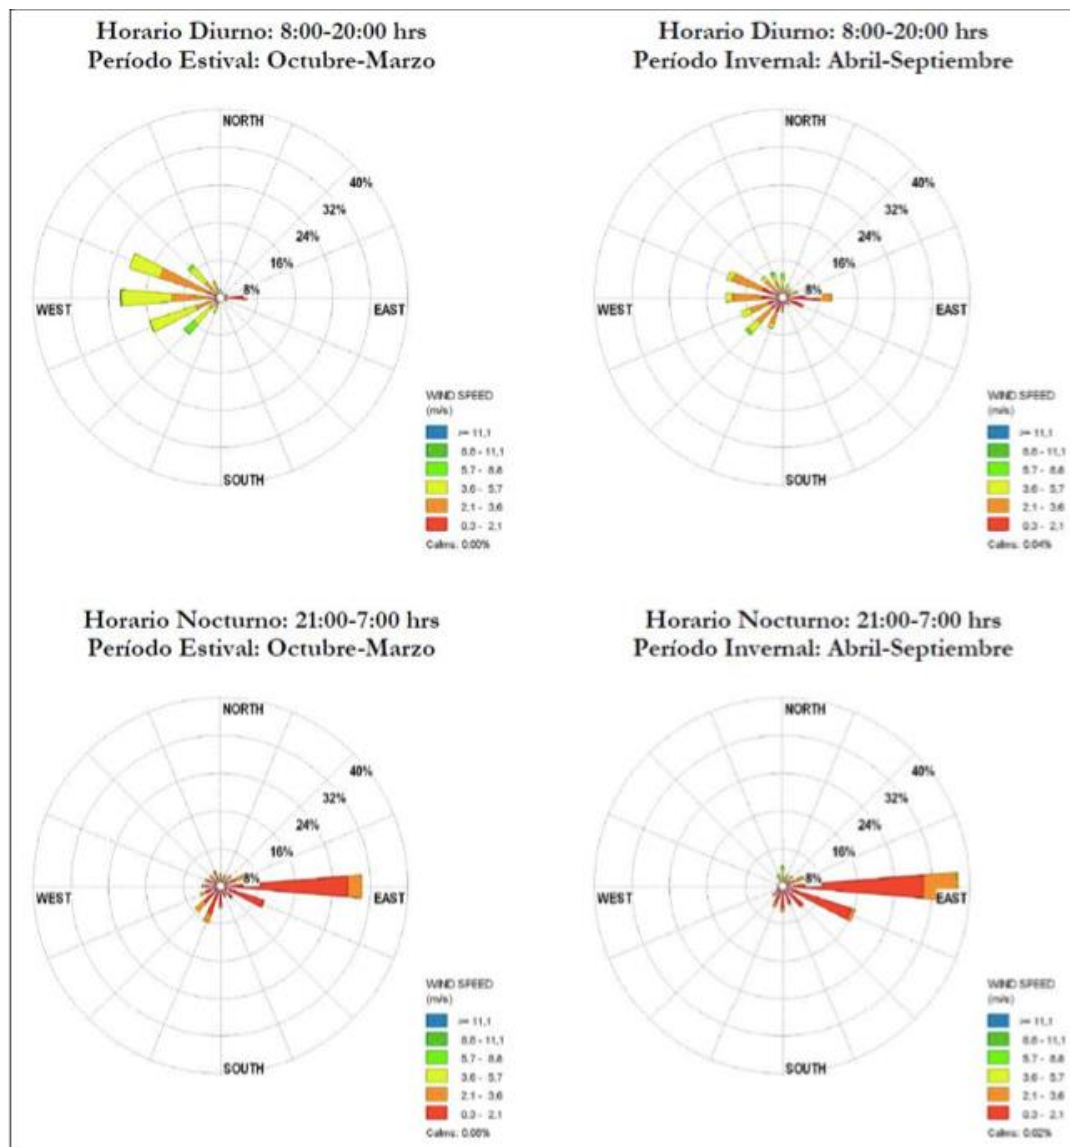 Horario Diurno: 8:00-20:00 hrs
Período Estival: Octubre-Marzo
NORTH
40%
32%
24%
16%
8%
WEST
EAST
SOUTH
WIND SPEED
(m/s)
>= 11,1
8.8 - 11,1
5.7 - 8.8
3.6 - 5.7
2.1 - 3.6
0.3 - 2.1
Calms: 0.00%
Horario Diurno: 8:00-20:00 hrs
Período Invernal: Abril-Septiembre
NORTH
40%
32%
24%
16%
8%
WEST
EAST
SOUTH
WIND SPEED
(m/s)
>= 11,1
8.8 - 11,1
5.7 - 8.8
3.6 - 5.7
2.1 - 3.6
0.3 - 2.1
Calms: 0.04%
Horario Nocturno: 21:00-7:00 hrs
Período Estival: Octubre-Marzo
NORTH
40%
32%
24%
16%
8%
WEST
EAST
SOUTH
WIND SPEED
(m/s)
>= 11,1
8.8 - 11,1
5.7 - 8.8
3.6 - 5.7
2.1 - 3.6
0.3 - 2.1
Calms: 0.06%
Horario Nocturno: 21:00-7:00 hrs
Período Invernal: Abril-Septiembre
NORTH
40%
32%
24%
16%
8%
WEST
EAST
SOUTH
WIND SPEED
(m/s)
>= 11,1
8.8 - 11,1
5.7 - 8.8
3.6 - 5.7
2.1 - 3.6
0.3 - 2.1
Calms: 0.02%